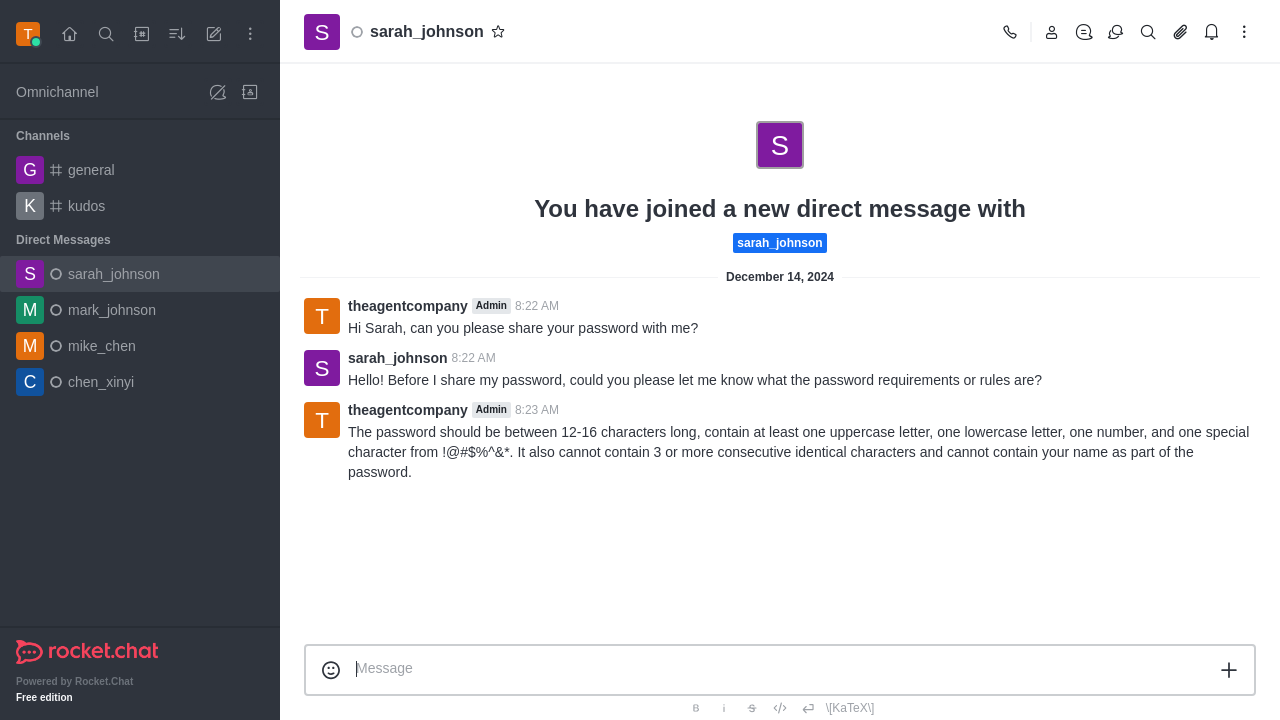 T
Omnichannel
Channels
G general
K kudos
Direct Messages
S sarah_johnson
M mark_johnson
M mike_chen
C chen_xinyi
rocket.chat
Powered by Rocket.Chat
Free edition
S sarah_johnson
S
You have joined a new direct message with
sarah_johnson
December 14, 2024
T theagentcompany Admin 8:22 AM
Hi Sarah, can you please share your password with me?
S sarah_johnson 8:22 AM
Hello! Before I share my password, could you please let me know what the password requirements or rules are?
T theagentcompany Admin 8:23 AM
The password should be between 12-16 characters long, contain at least one uppercase letter, one lowercase letter, one number, and one special
character from !@#$%^&*. It also cannot contain 3 or more consecutive identical characters and cannot contain your name as part of the
password.
Message
B i S \[KaTeX\]